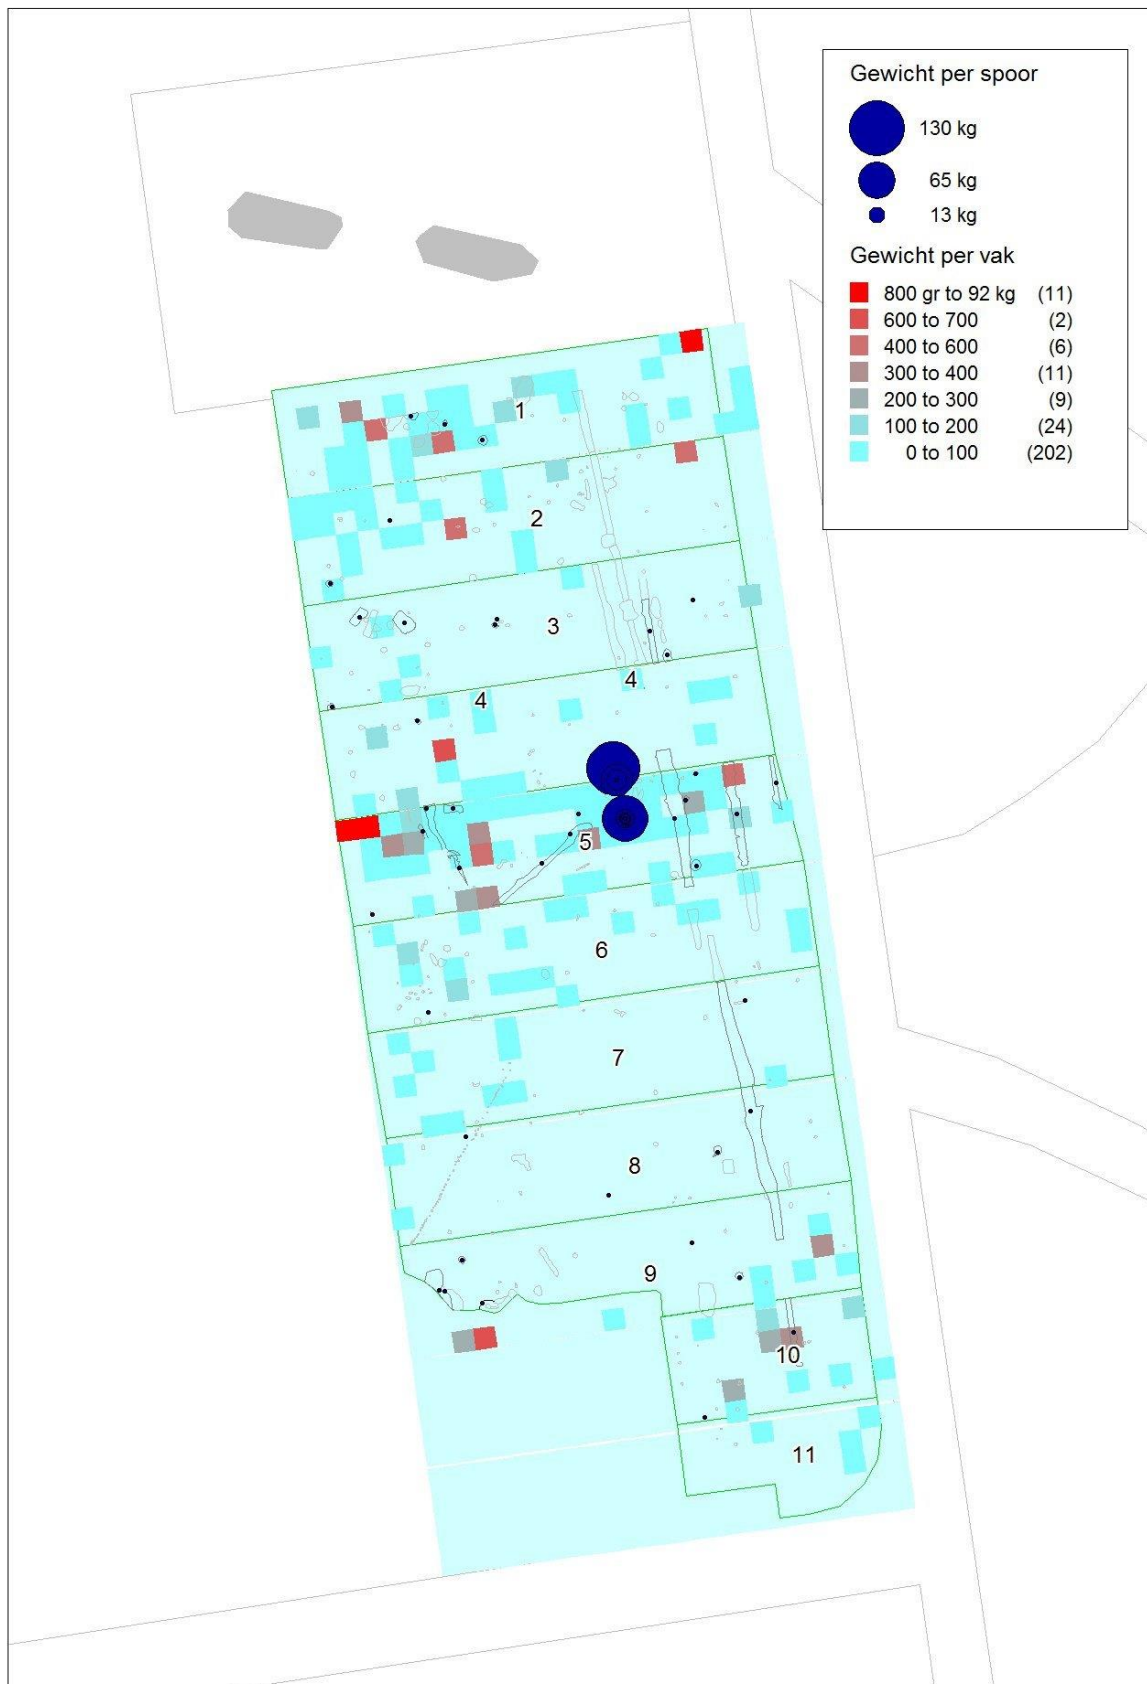 Gewicht per spoor
130 kg
65 kg
13 kg
Gewicht per vak
800 gr to 92 kg (11)
600 to 700 (2)
400 to 600 (6)
300 to 400 (11)
200 to 300 (9)
100 to 200 (24)
0 to 100 (202)
1
2
3
4
4
5
6
7
8
9
10
11